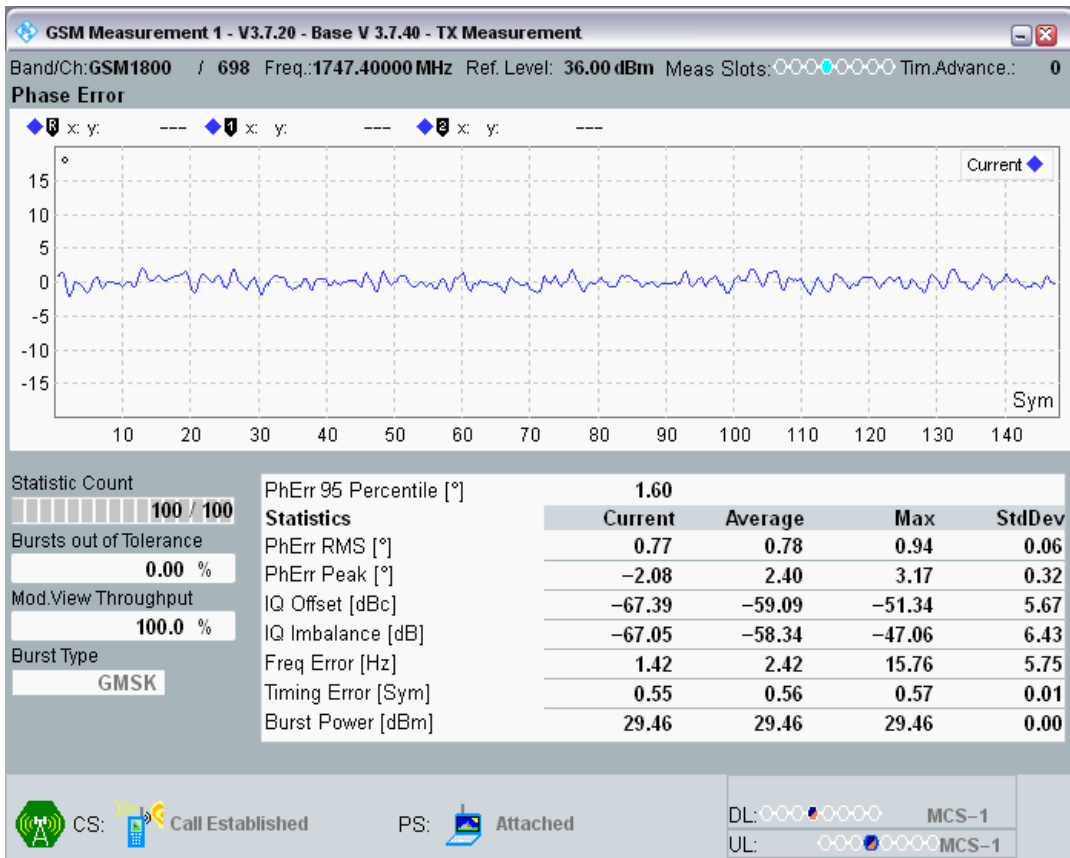 GSM Measurement 1 - V3.7.20 - Base V 3.7.40 - TX Measurement
Band/Ch:GSM1800 / 698 Freq.:1747.40000 MHz Ref. Level: 36.00 dBm Meas Slots: Tim.Advance.: 0
Phase Error
R x: y: --- 1 x: y: --- 2 x: y: ---
°
Current
15
10
5
0
-5
-10
-15
Sym
10 20 30 40 50 60 70 80 90 100 110 120 130 140
Statistic Count
100 / 100
Bursts out of Tolerance
0.00 %
Mod.View Throughput
100.0 %
Burst Type
GMSK
PhErr 95 Percentile [°] 1.60
Statistics Current Average Max StdDev
PhErr RMS [°] 0.77 0.78 0.94 0.06
PhErr Peak [°] −2.08 2.40 3.17 0.32
IQ Offset [dBc] −67.39 −59.09 −51.34 5.67
IQ Imbalance [dB] −67.05 −58.34 −47.06 6.43
Freq Error [Hz] 1.42 2.42 15.76 5.75
Timing Error [Sym] 0.55 0.56 0.57 0.01
Burst Power [dBm] 29.46 29.46 29.46 0.00
CS: Call Established PS: Attached
DL: MCS−1
UL: MCS−1